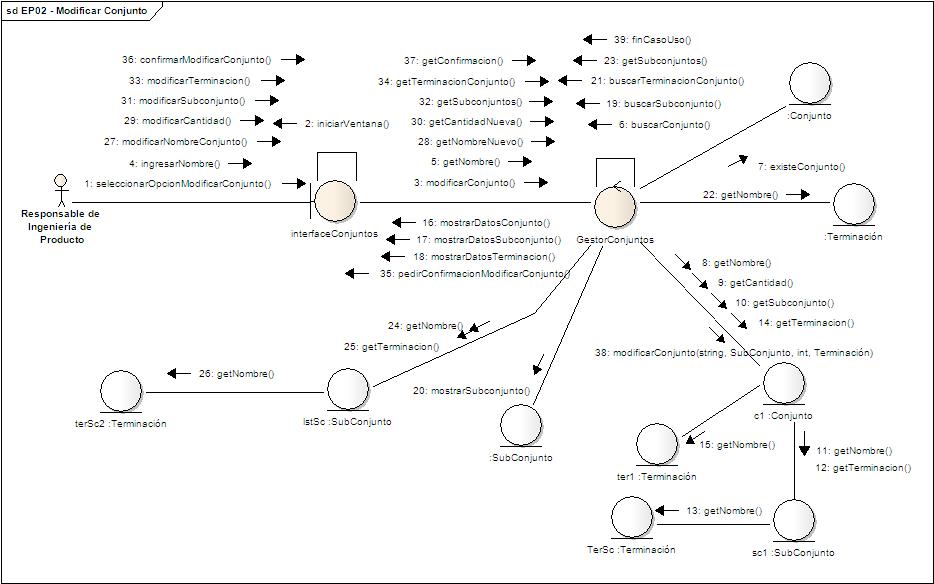 sd EP02 - Modificar Conjunto
36: confirmarModificarConjunto()
33: modificarTerminacion()
31: modificarSubconjunto()
29: modificarCantidad()
2: iniciarVentana()
27: modificarNombreConjunto()
4: ingresarNombre()
1: seleccionarOpcionModificarConjunto()
Responsable de
Ingeniería de
Producto
interfaceConjuntos
39: finCasoUso()
37: getConfirmacion()
23: getSubconjuntos()
34: getTerminacionConjunto()
21: buscarTerminacionConjunto()
32: getSubconjuntos()
19: buscarSubconjunto()
30: getCantidadNueva()
6: buscarConjunto()
28: getNombreNuevo()
5: getNombre()
3: modificarConjunto()
GestorConjuntos
:Conjunto
7: existeConjunto()
22: getNombre()
:Terminación
16: mostrarDatosConjunto()
17: mostrarDatosSubconjunto()
18: mostrarDatosTerminacion()
35: pedirConfirmacionModificarConjunto()
8: getNombre()
9: getCantidad()
10: getSubconjunto()
14: getTerminacion()
38: modificarConjunto(string, SubConjunto, int, Terminación)
24: getNombre()
25: getTerminacion()
26: getNombre()
terSc2 :Terminación
lstSc :SubConjunto
20: mostrarSubconjunto()
:SubConjunto
c1 :Conjunto
15: getNombre()
ter1 :Terminación
11: getNombre()
12: getTerminacion()
13: getNombre()
TerSc :Terminación
sc1 :SubConjunto